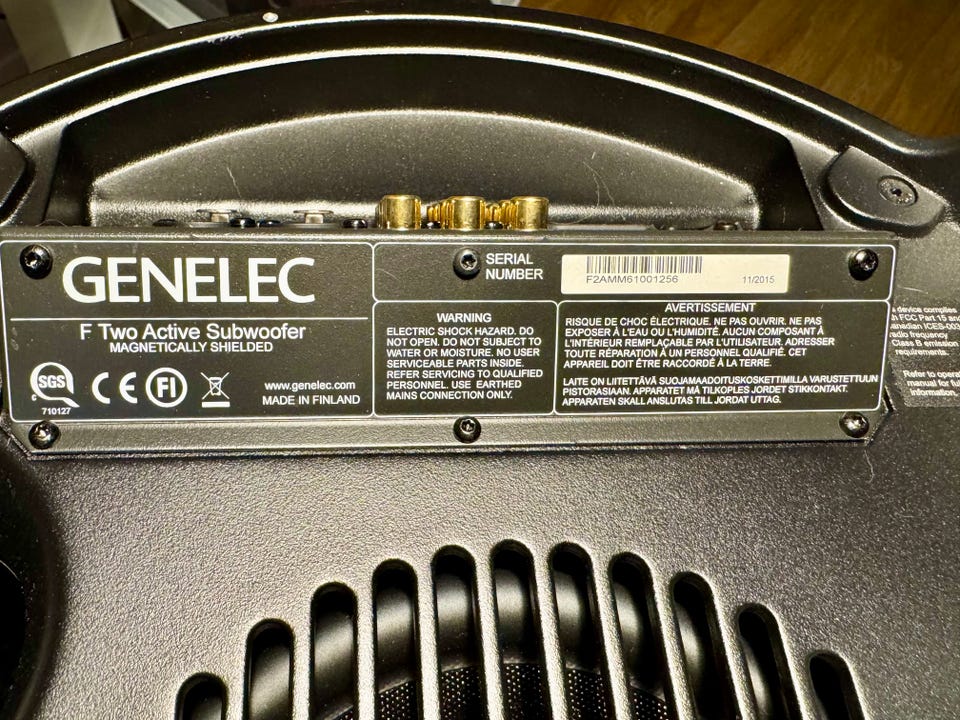 GENELEC
F Two Active Subwoofer
MAGNETICALLY SHIELDED
SGS
c
710127
CE
FI
www.genelec.com
MADE IN FINLAND
SERIAL
NUMBER
F2AMM61001256
11/2015
WARNING
ELECTRIC SHOCK HAZARD. DO
NOT OPEN. DO NOT SUBJECT TO
WATER OR MOISTURE. NO USER
SERVICEABLE PARTS INSIDE.
REFER SERVICING TO QUALIFIED
PERSONNEL. USE EARTHED
MAINS CONNECTION ONLY.
AVERTISSEMENT
RISQUE DE CHOC ÉLECTRIQUE. NE PAS OUVRIR. NE PAS
EXPOSER À L'EAU OU L'HUMIDITÉ. AUCUN COMPOSANT À
L'INTÉRIEUR REMPLAÇABLE PAR L'UTILISATEUR. ADRESSER
TOUTE RÉPARATION À UN PERSONNEL QUALIFIÉ. CET
APPAREIL DOIT ÊTRE RACCORDÉ À LA TERRE.
LAITE ON LIITETTÄVÄ SUOJAMAADOITUSKOSKETTIMILLA VARUSTETTUUN
PISTORASIAAN. APPARATET MÅ TILKOPLES JORDET STIKKONTAKT.
APPARATEN SKALL ANSLUTAS TILL JORDAT UTTAG.
device complies
FCC Part 15 and
ICES-003
radio frequency
Class B emission
requirements.
Refer to
manual for
information.